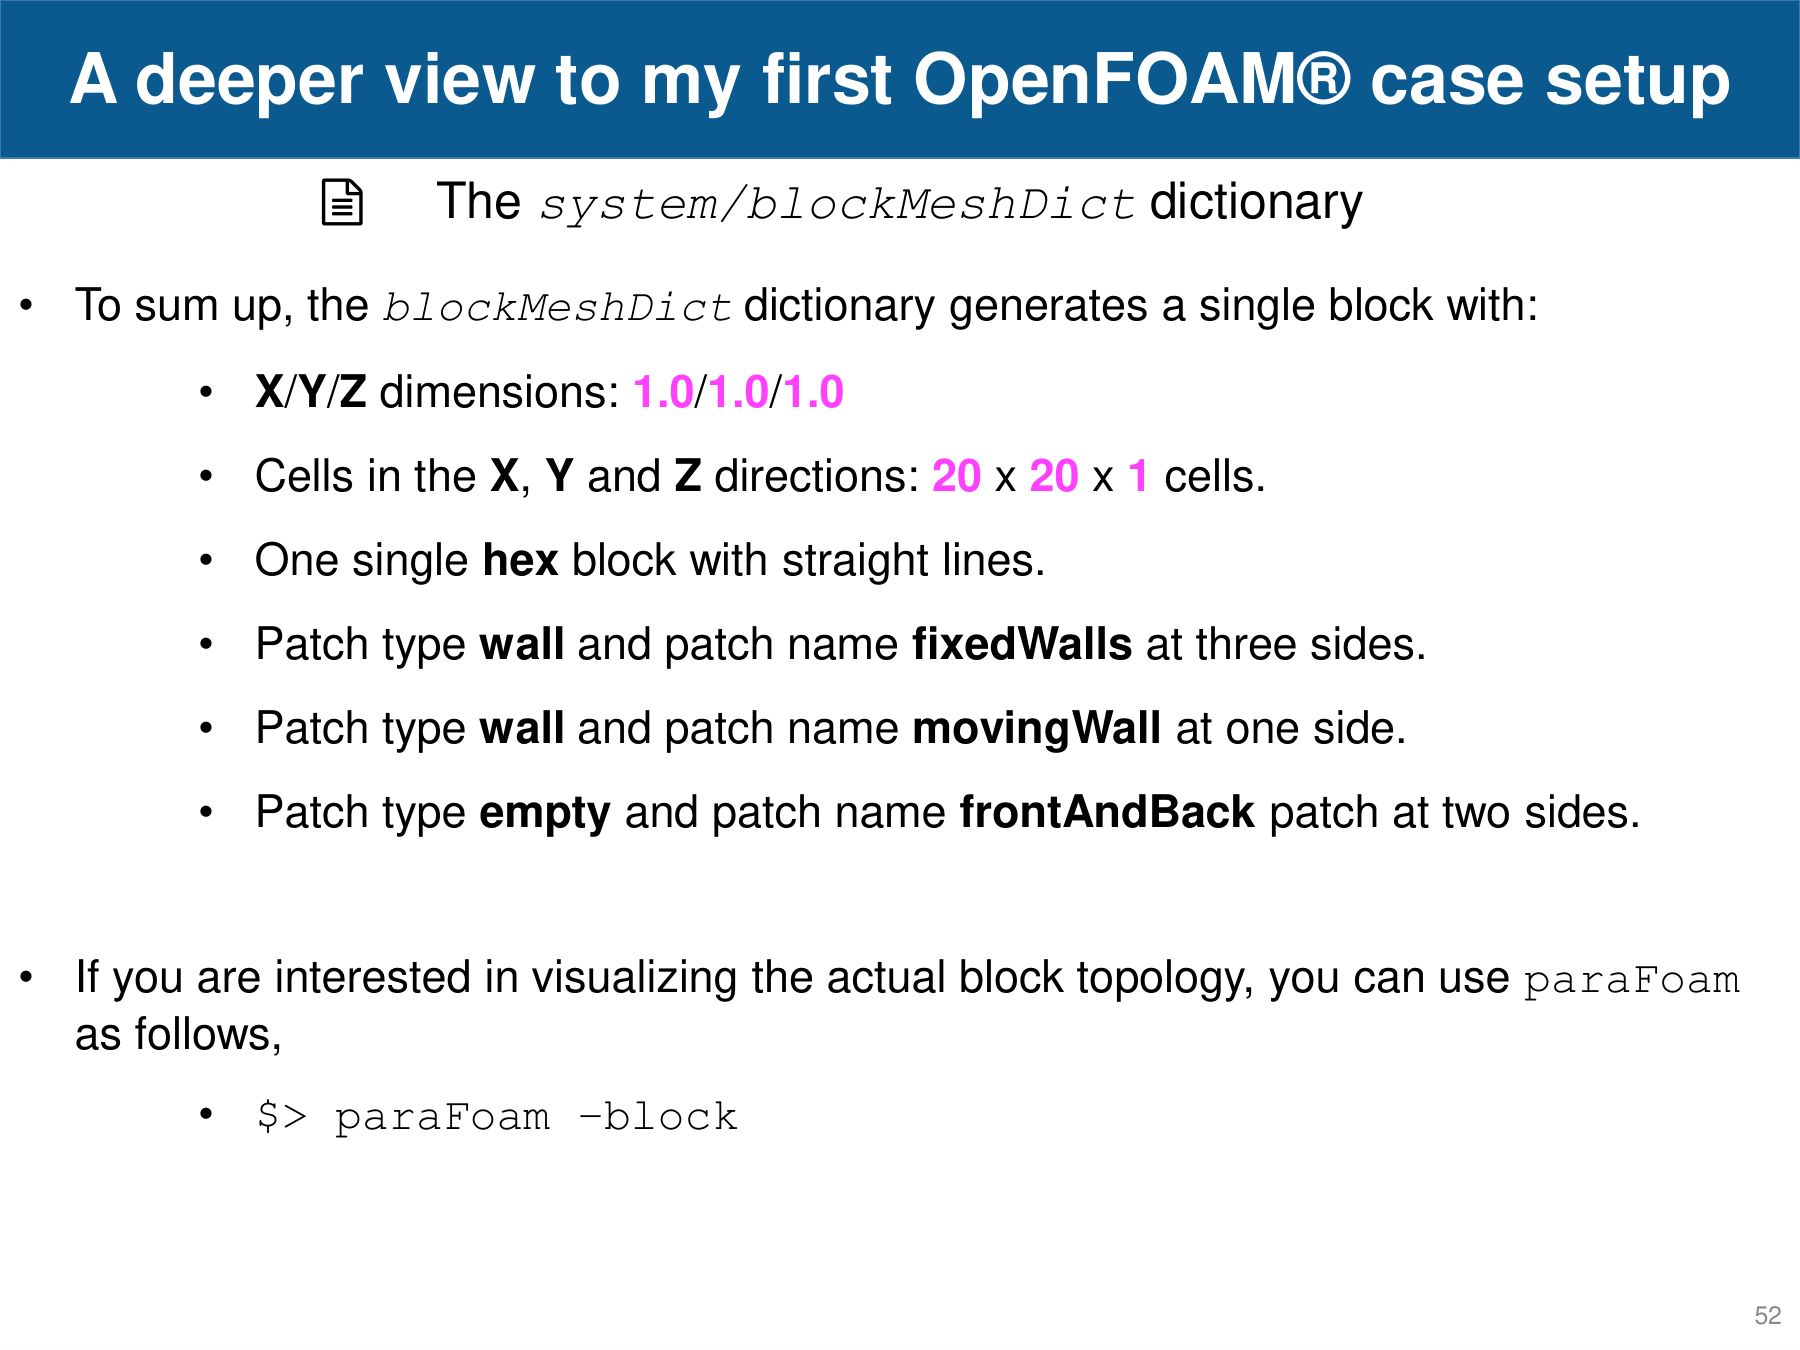 A deeper view to my first OpenFOAM® case setup
The system/blockMeshDict dictionary
• To sum up, the blockMeshDict dictionary generates a single block with:
• X/Y/Z dimensions: 1.0/1.0/1.0
• Cells in the X, Y and Z directions: 20 x 20 x 1 cells.
• One single hex block with straight lines.
• Patch type wall and patch name fixedWalls at three sides.
• Patch type wall and patch name movingWall at one side.
• Patch type empty and patch name frontAndBack patch at two sides.
• If you are interested in visualizing the actual block topology, you can use paraFoam
as follows,
• $> paraFoam –block
52